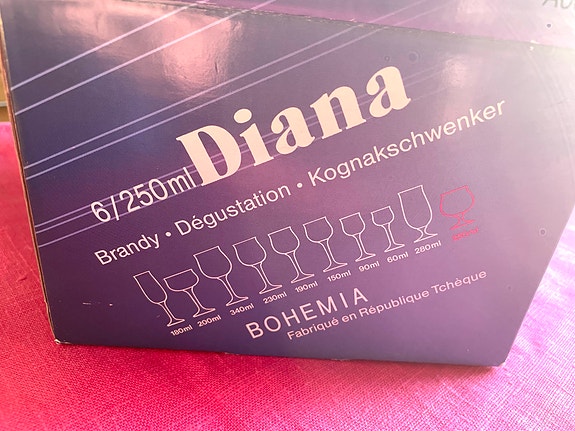 Diana
6/250ml
Brandy • Dégustation • Kognakschwenker
180ml 200ml 340ml 230ml 190ml 150ml 90ml 60ml 280ml
BOHEMIA
Fabriqué en République Tchèque